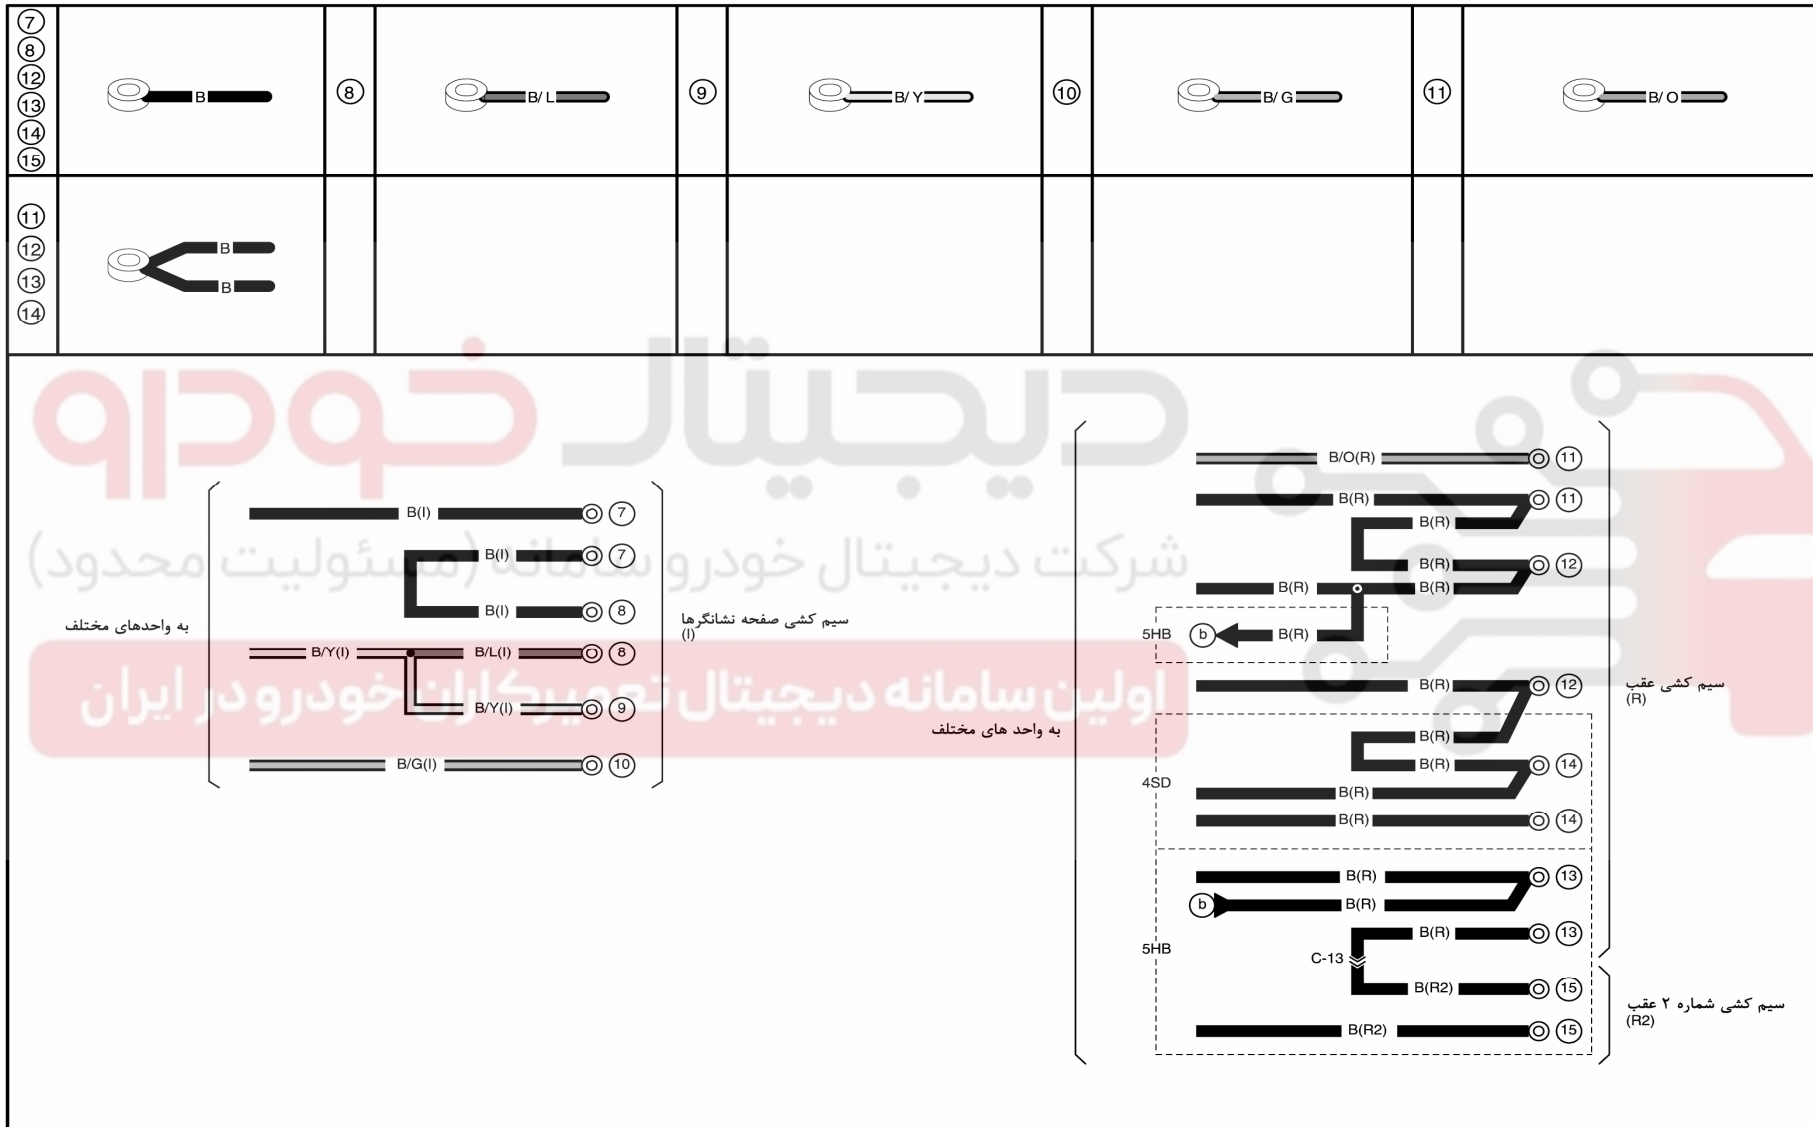 7
8
12
13
14
15
B
8
B/ L
9
B/ Y
10
B/ G
11
B/ O
11
12
13
14
B
B
دیجیتال خودرو
شرکت دیجیتال خودرو سامانه (مسئولیت محدود)
اولین سامانه دیجیتال تعمیرکاران خودرو در ایران
به واحدهای مختلف
B(I)
7
B(I)
7
B(I)
8
B/Y(I)
B/L(I)
8
B/Y(I)
9
B/G(I)
10
سیم کشی صفحه نشانگرها
(I)
به واحد های مختلف
B/O(R)
11
B(R)
11
B(R)
B(R)
12
B(R)
B(R)
5HB
b
B(R)
B(R)
12
B(R)
4SD
B(R)
14
B(R)
B(R)
14
B(R)
13
b
B(R)
5HB
B(R)
13
C-13
B(R2)
15
B(R2)
15
سیم کشی عقب
(R)
سیم کشی شماره ۲ عقب
(R2)